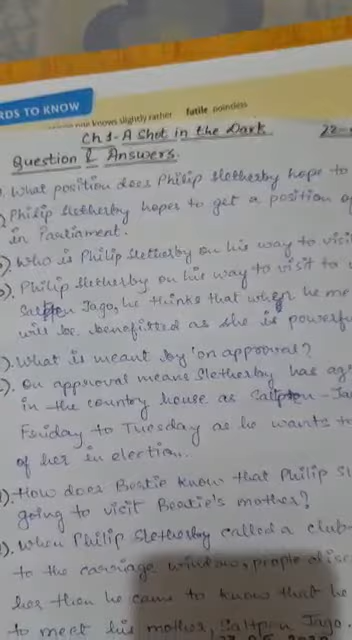 RDS TO KNOW
knows slightly rather futile pointless
Ch 1- A Shot in the Dark
22-
Question & Answers.
What position does Philip Sletherby hope to
Philip Sletherby hopes to get a position of
in Parliament.
Who is Philip Sletherby on his way to visit
Philip Sletherby on his way to visit to
Saltpen Jago, he thinks that when he me
will be benefitted as she is powerfu
What is meant by 'on approval'?
On approval means Sletherby has ag
in the country house as Saltpen-Ja
Friday to Tuesday as he wants to
of her in election.
How does Bertie know that Philip Sl
going to visit Beatie's mother?
When Philip Sletherby called a club
to the carriage window, people disc
her then he came to know that he
to meet his mother, Saltpen Jago.